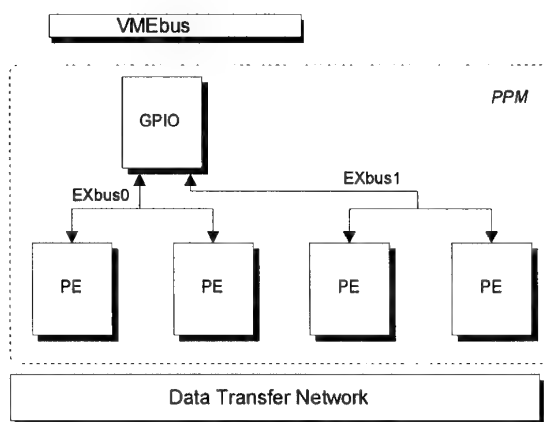 VMEbus
PPM
GPIO
EXbus0
EXbus1
PE
PE
PE
PE
Data Transfer Network